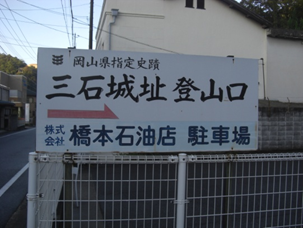 岡山県指定史蹟
三石城址 登山口
株式会社 橋本石油店 駐車場